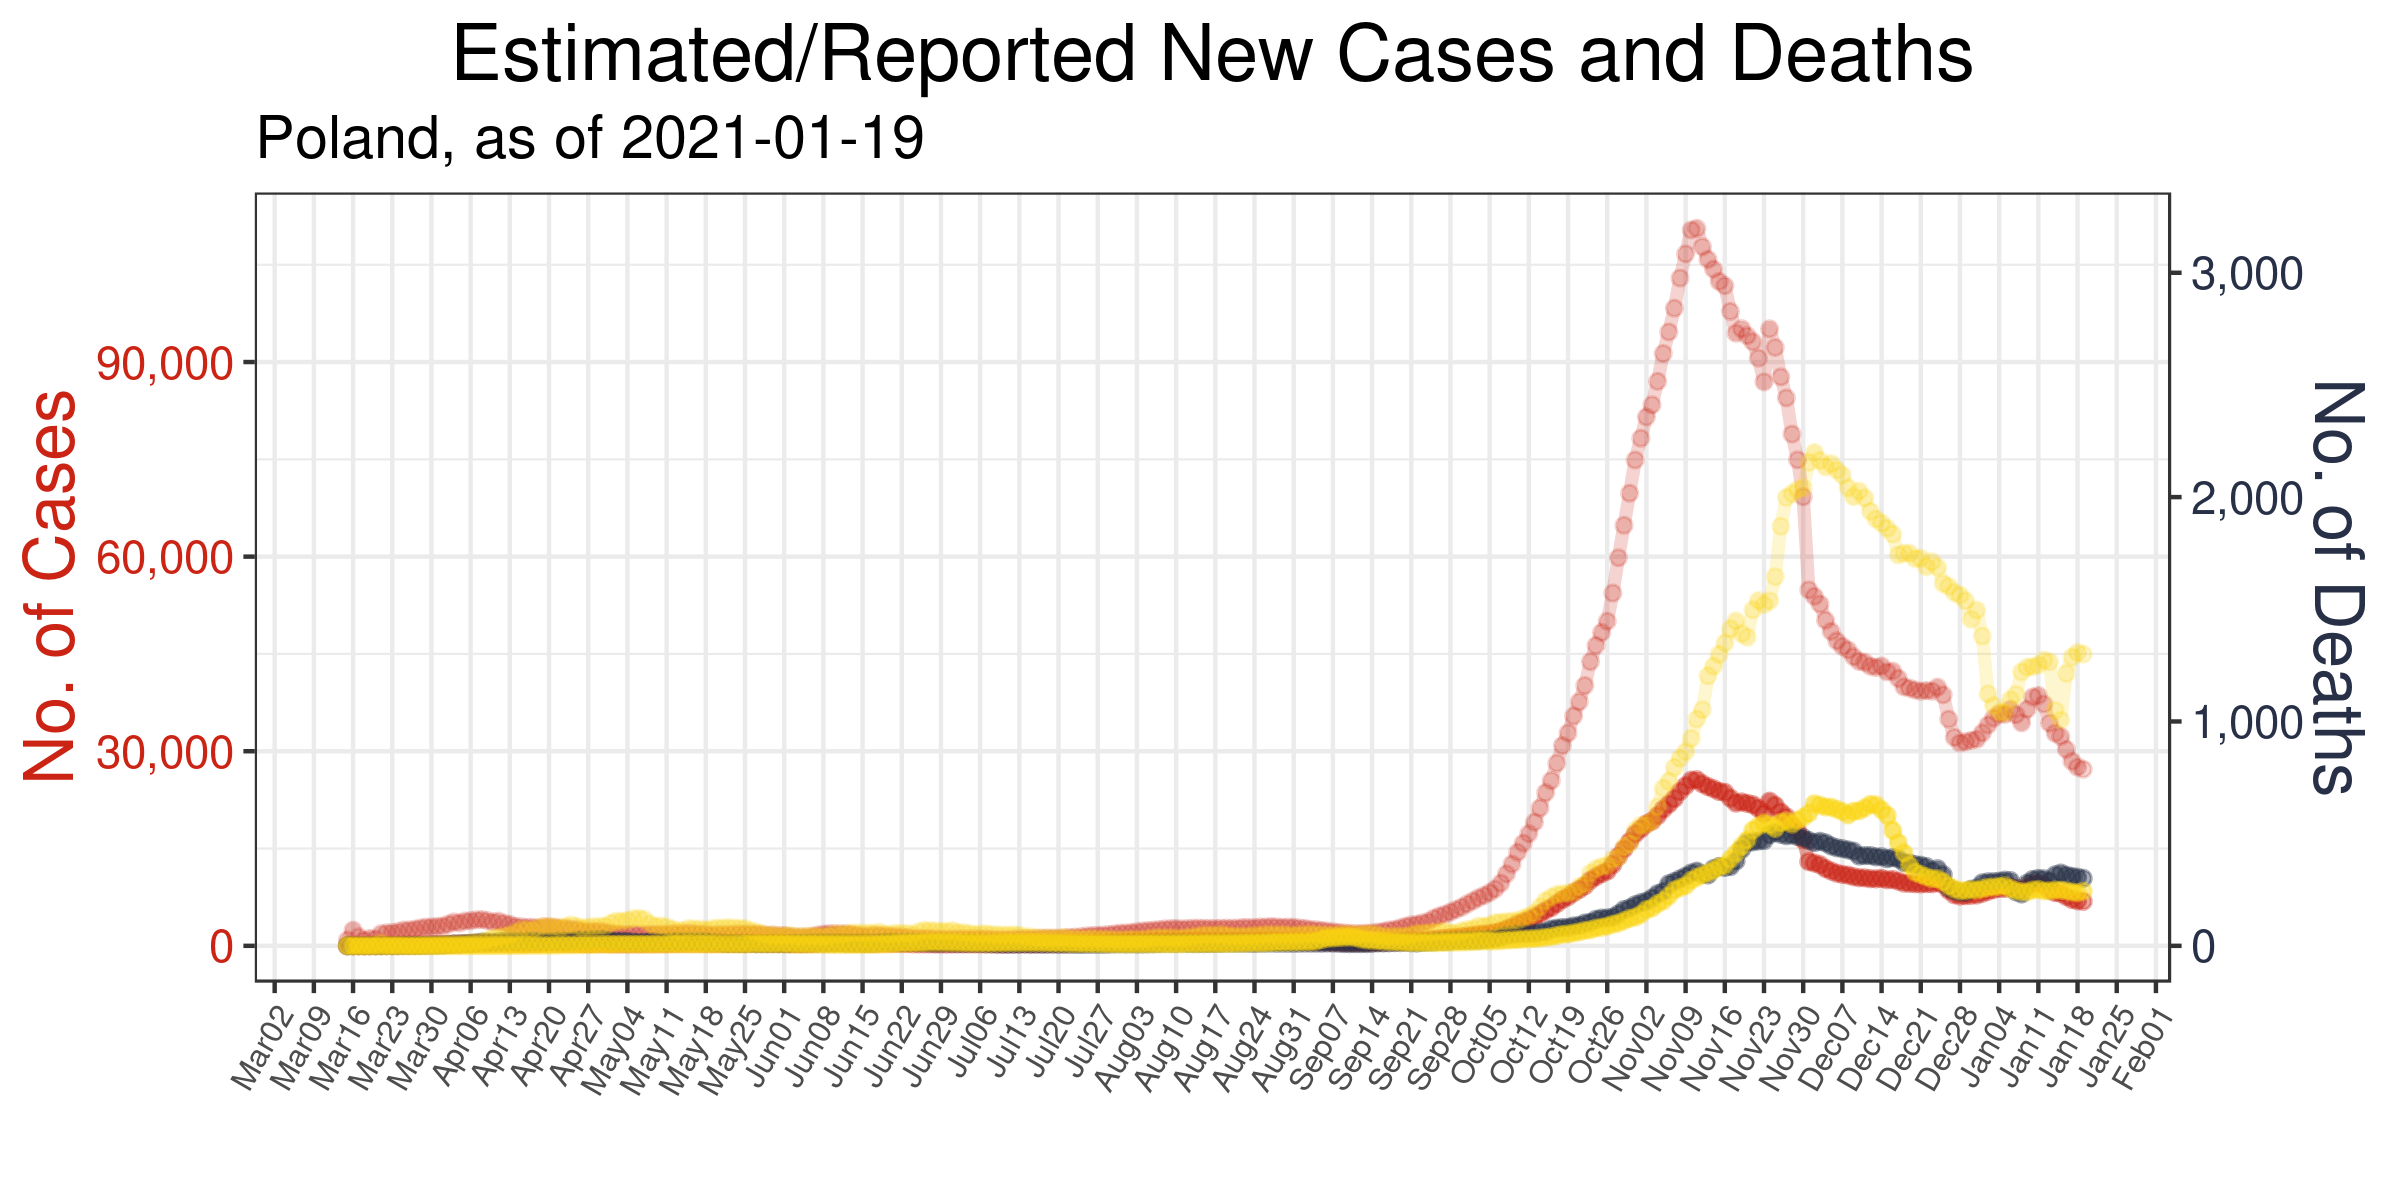 Estimated/Reported New Cases and Deaths
Poland, as of 2021-01-19
No. of Cases
90,000
60,000
30,000
0
3,000
2,000
1,000
0
No. of Deaths
Mar02
Mar09
Mar16
Mar23
Mar30
Apr06
Apr13
Apr20
Apr27
May04
May11
May18
May25
Jun01
Jun08
Jun15
Jun22
Jun29
Jul06
Jul13
Jul20
Jul27
Aug03
Aug10
Aug17
Aug24
Aug31
Sep07
Sep14
Sep21
Sep28
Oct05
Oct12
Oct19
Oct26
Nov02
Nov09
Nov16
Nov23
Nov30
Dec07
Dec14
Dec21
Dec28
Jan04
Jan11
Jan18
Jan25
Feb01